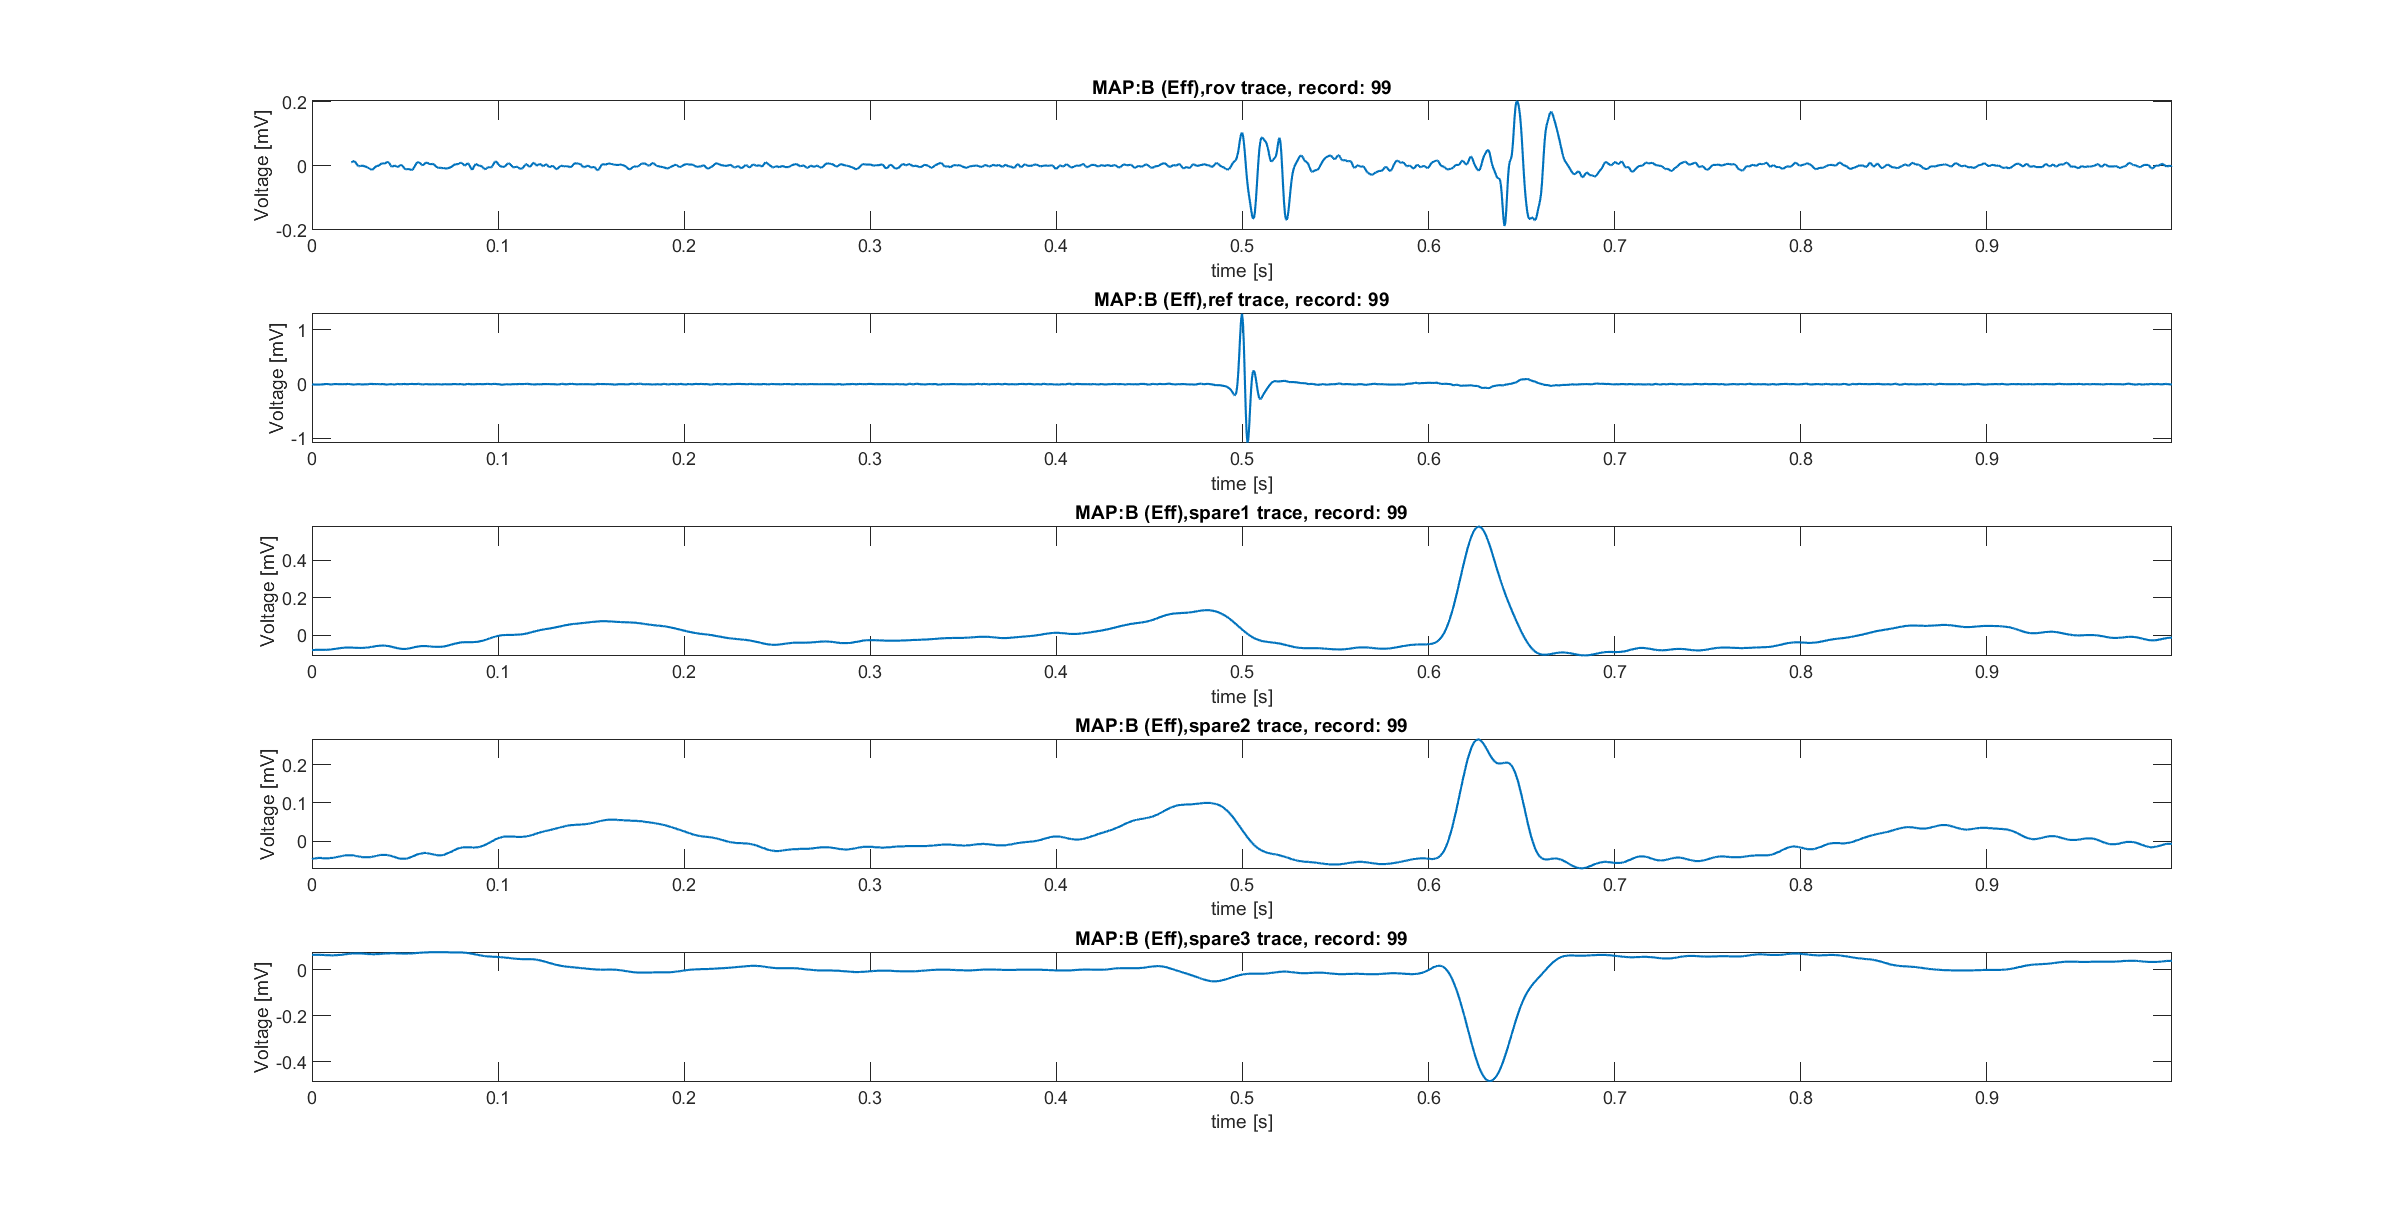 MAP:B (Eff),rov trace, record: 99
Voltage [mV]
0.2
0
-0.2
0 0.1 0.2 0.3 0.4 0.5 0.6 0.7 0.8 0.9
time [s]
MAP:B (Eff),ref trace, record: 99
Voltage [mV]
1
0
-1
0 0.1 0.2 0.3 0.4 0.5 0.6 0.7 0.8 0.9
time [s]
MAP:B (Eff),spare1 trace, record: 99
Voltage [mV]
0.4
0.2
0
0 0.1 0.2 0.3 0.4 0.5 0.6 0.7 0.8 0.9
time [s]
MAP:B (Eff),spare2 trace, record: 99
Voltage [mV]
0.2
0.1
0
0 0.1 0.2 0.3 0.4 0.5 0.6 0.7 0.8 0.9
time [s]
MAP:B (Eff),spare3 trace, record: 99
Voltage [mV]
0
-0.2
-0.4
0 0.1 0.2 0.3 0.4 0.5 0.6 0.7 0.8 0.9
time [s]